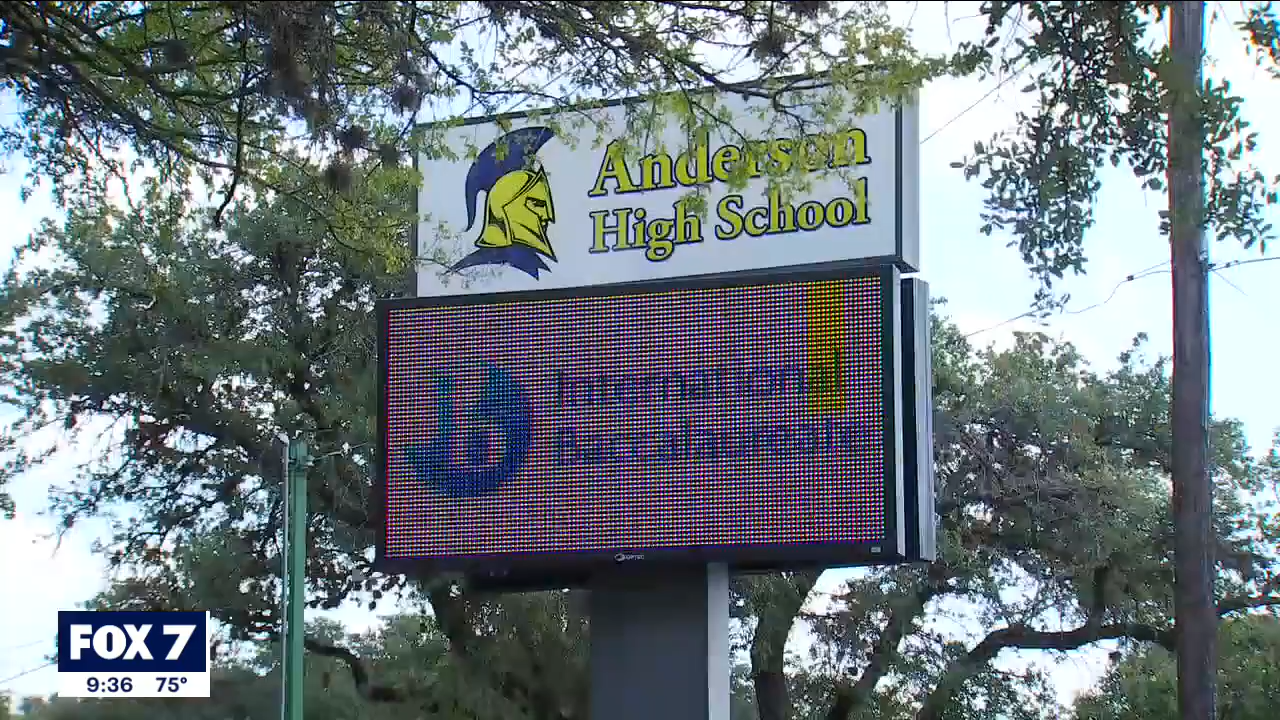 Anderson
High School
International
Baccalaureate
FOX 7
9:36 75°